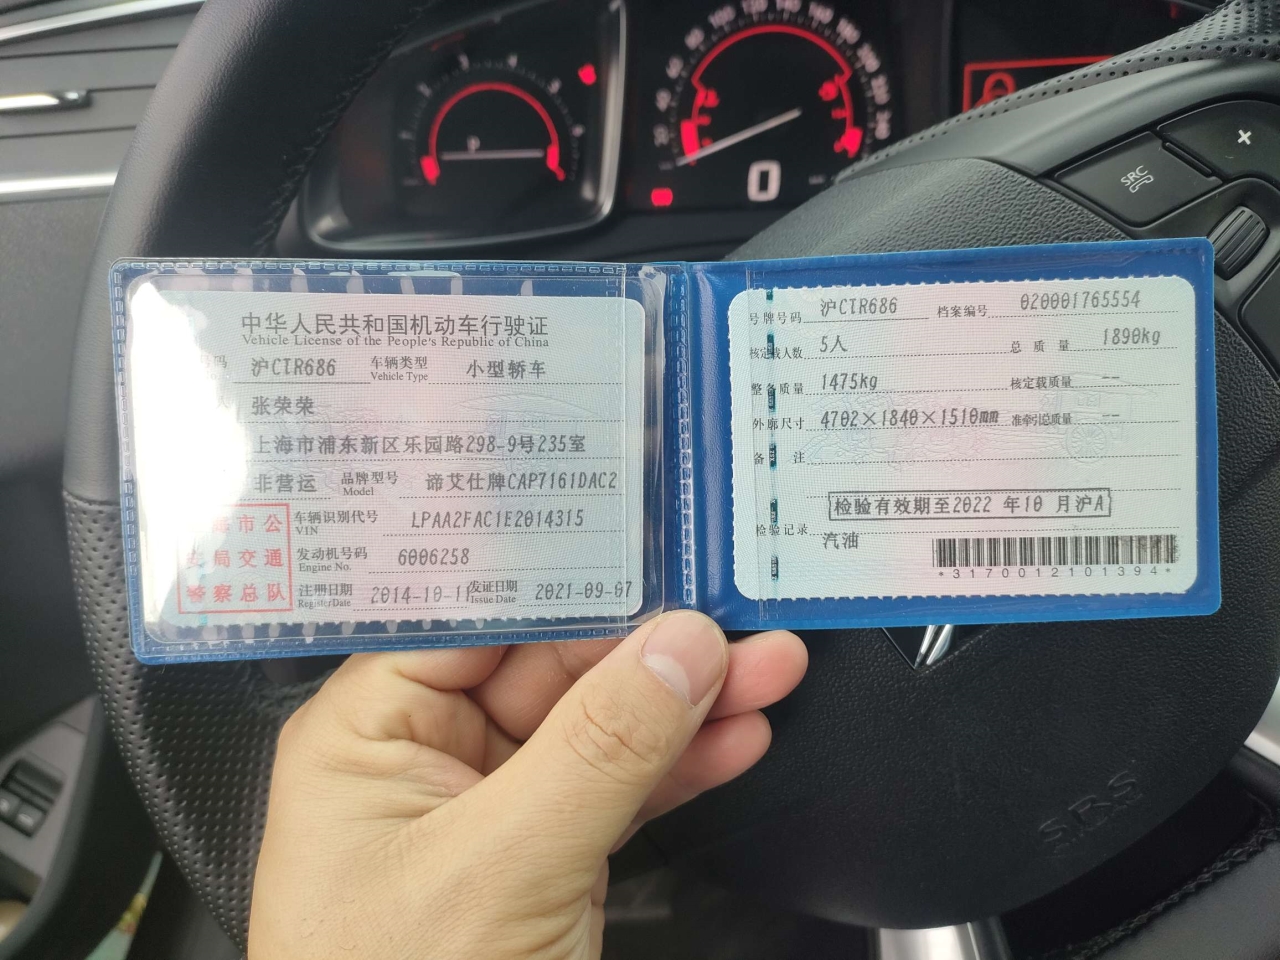 中华人民共和国机动车行驶证
Vehicle License of the People's Republic of China
码 沪CTR686 车辆类型 小型轿车
Vehicle Type
张荣荣
上海市浦东新区乐园路298-9号235室
非营运 品牌型号 谛艾仕牌CAP7161DAC2
Model
车辆识别代号 LPAA2FAC1E2014315
VIN
发动机号码 6006258
Engine No.
注册日期 2014-10-11 发证日期 2021-09-07
Register Date Issue Date
海市公
安局交通
警察总队
号牌号码 沪CTR686 档案编号 020001765554
核定载人数 5人 总质量 1890kg
整备质量 1475kg 核定载质量 --
外廓尺寸 4702×1840×1510mm 准牵引总质量 --
备注
检验有效期至2022年10月沪A
检验记录
汽油
*3170012101394*
SRC
+
SRS
0